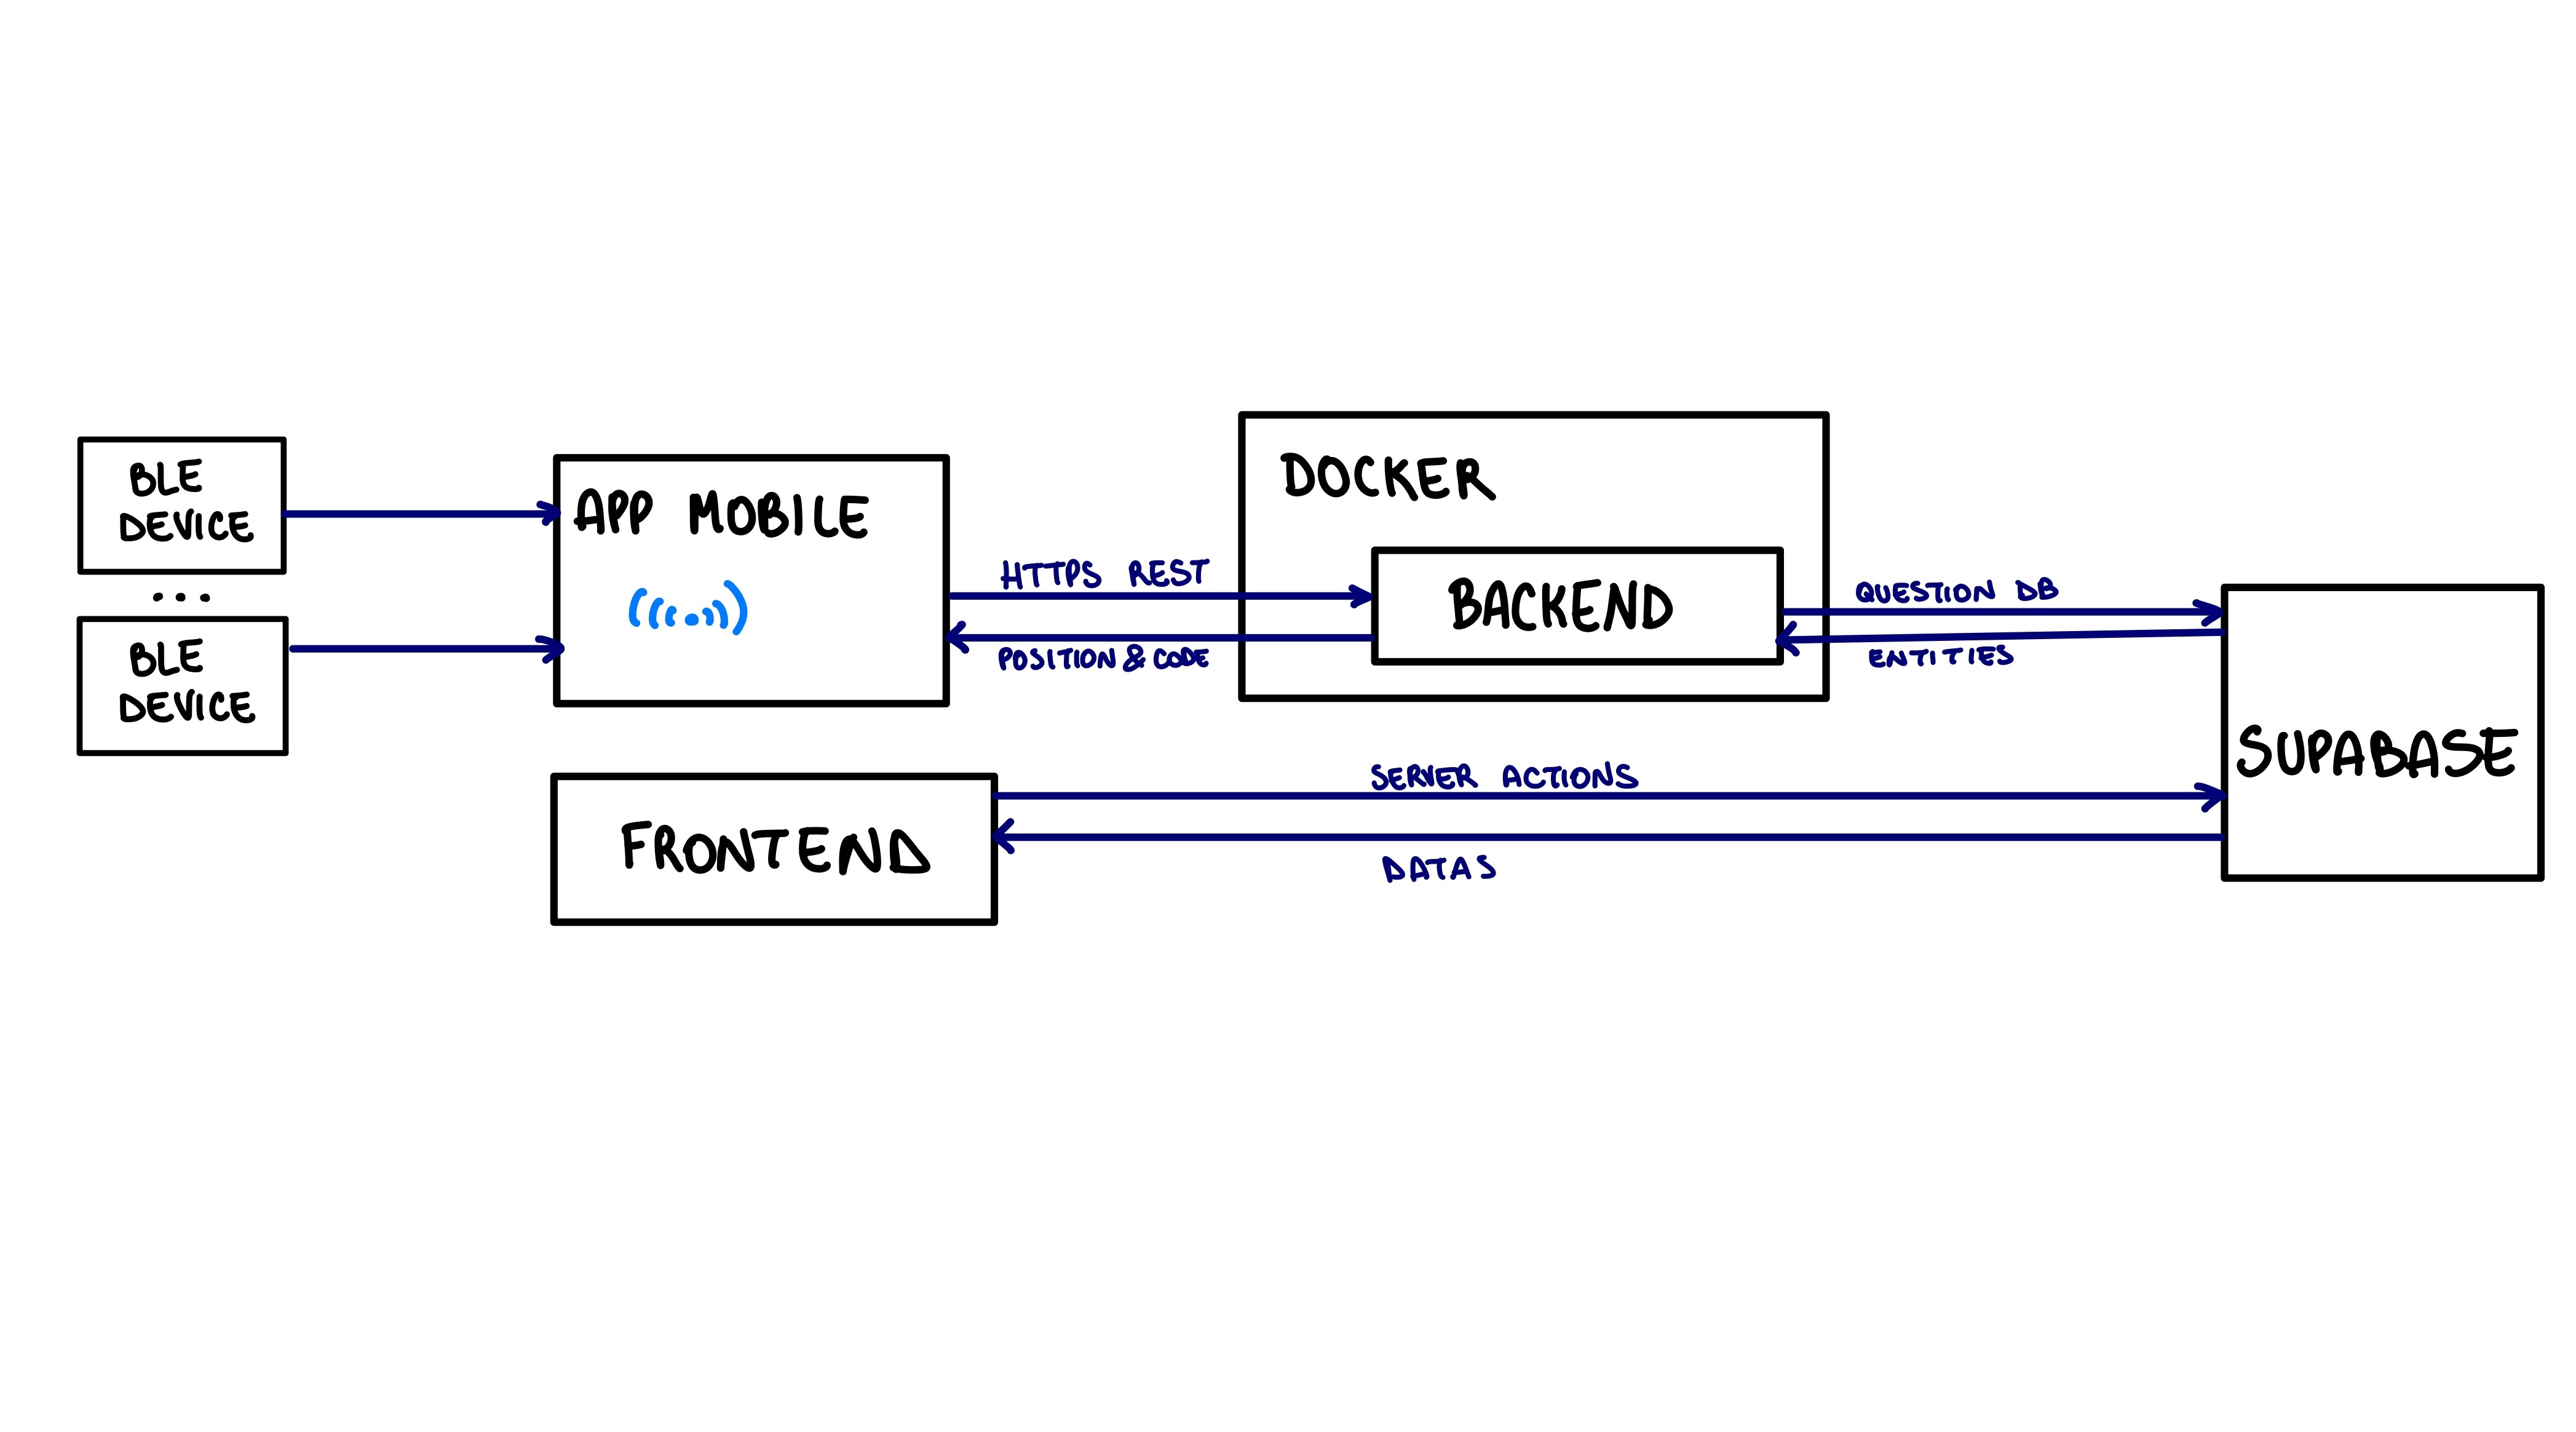 BLE
DEVICE
...
BLE
DEVICE
APP MOBILE
HTTPS REST
POSITION & CODE
DOCKER
BACKEND
QUESTION DB
ENTITIES
SUPABASE
FRONTEND
SERVER ACTIONS
DATAS